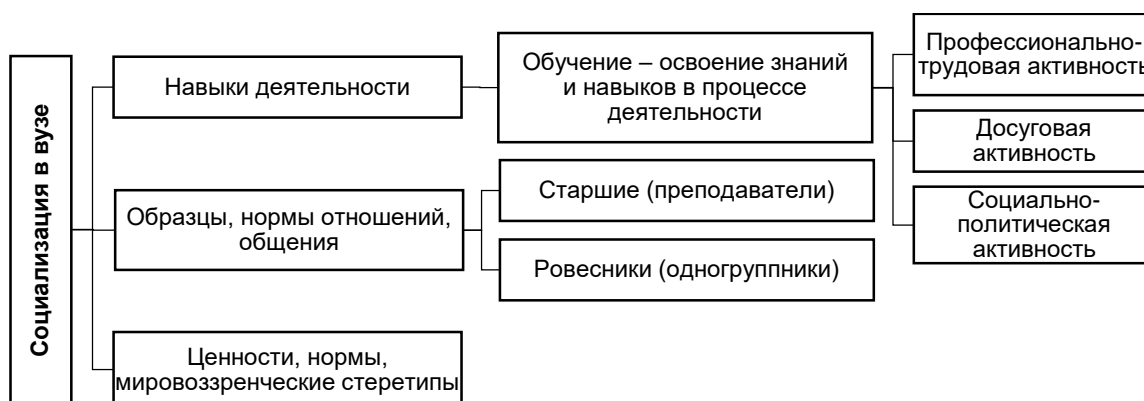 Социализация в вузе
Навыки деятельности
Обучение – освоение знаний
и навыков в процессе
деятельности
Профессионально-
трудовая активность
Досуговая
активность
Социально-
политическая
активность
Образцы, нормы отношений,
общения
Старшие (преподаватели)
Ровесники (одногруппники)
Ценности, нормы,
мировоззренческие стеретипы